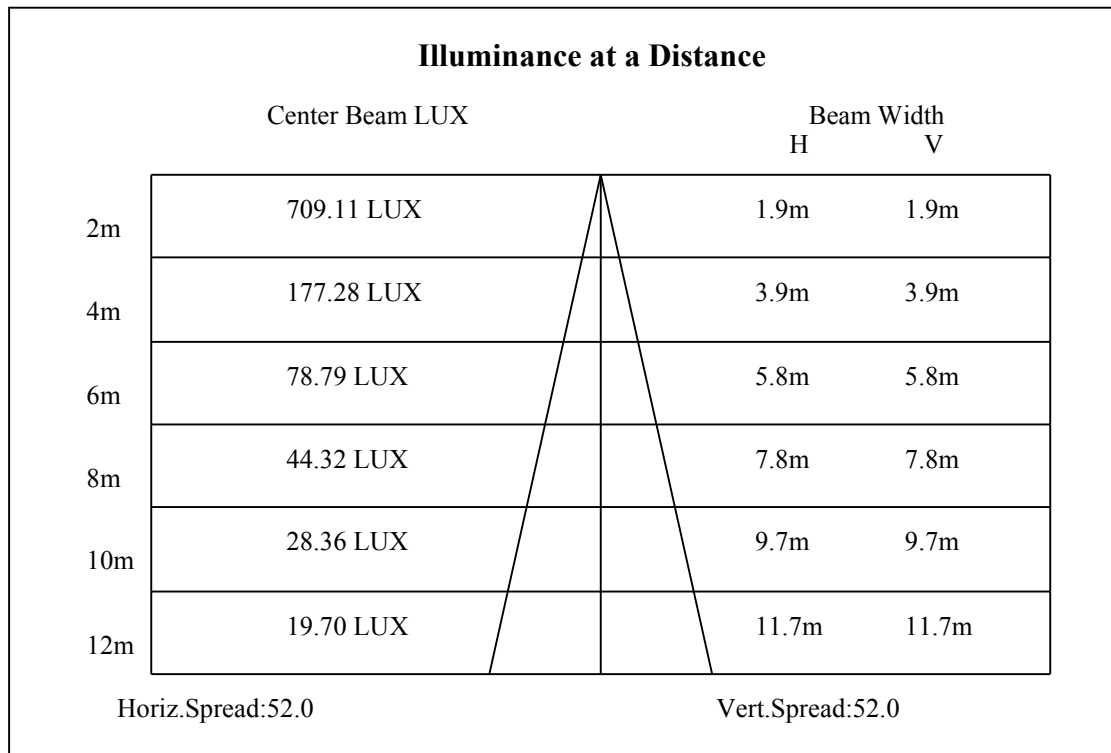 Illuminance at a Distance
Center Beam LUX Beam Width
H V
2m 709.11 LUX 1.9m 1.9m
4m 177.28 LUX 3.9m 3.9m
6m 78.79 LUX 5.8m 5.8m
8m 44.32 LUX 7.8m 7.8m
10m 28.36 LUX 9.7m 9.7m
12m 19.70 LUX 11.7m 11.7m
Horiz.Spread:52.0 Vert.Spread:52.0